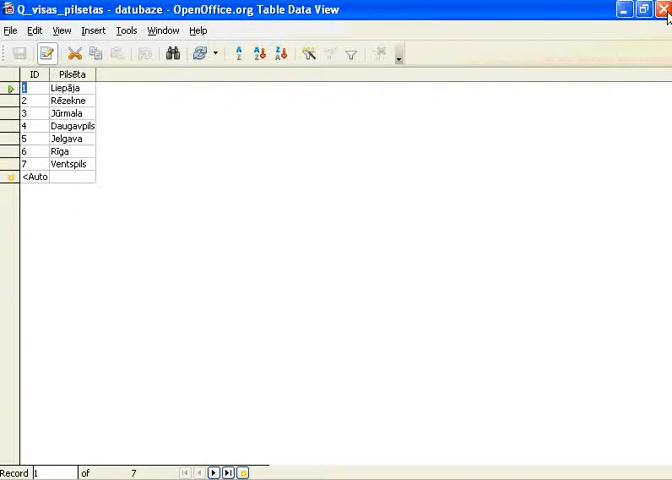 Q_visas_pilsetas - datubaze - OpenOffice.org Table Data View
File Edit View Insert Tools Window Help
ID Pilsēta
1 Liepāja
2 Rēzekne
3 Jūrmala
4 Daugavpils
5 Jelgava
6 Rīga
7 Ventspils
<Auto
Record 1 of 7